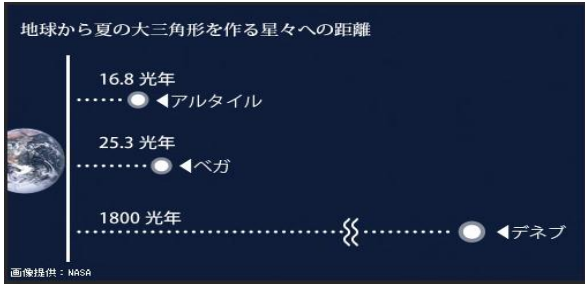 地球から夏の大三角形を作る星々への距離
16.8 光年
◀アルタイル
25.3 光年
◀ベガ
1800 光年
◀デネブ
画像提供：NASA